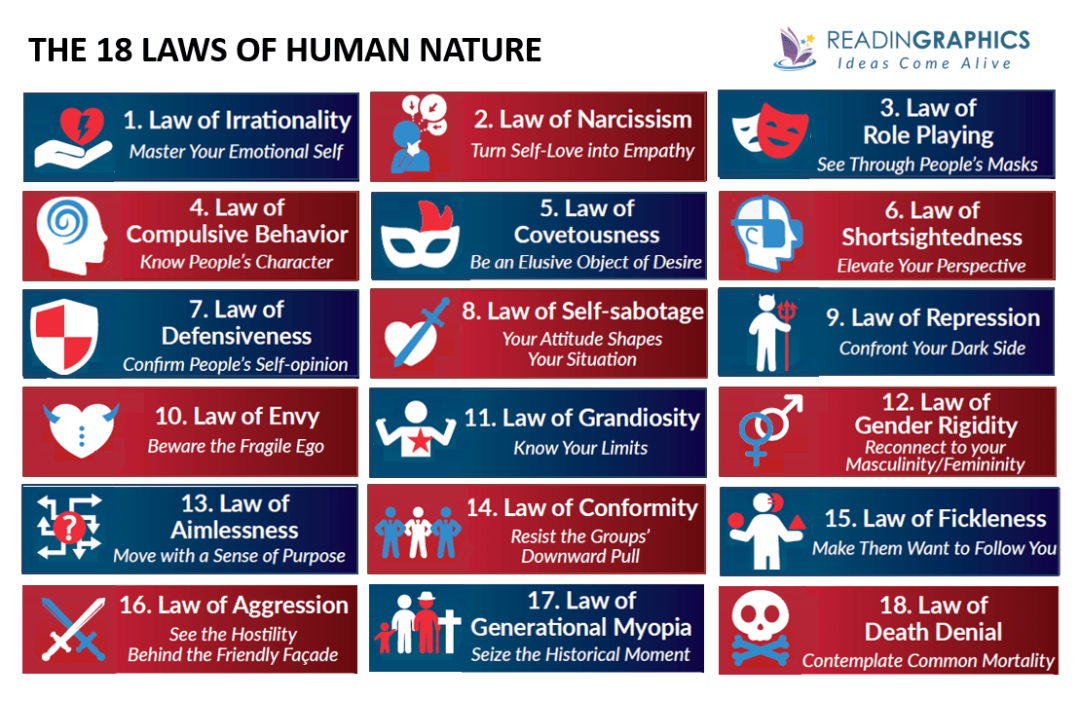 THE 18 LAWS OF HUMAN NATURE
READINGRAPHICS
Ideas Come Alive
1. Law of Irrationality
Master Your Emotional Self
2. Law of Narcissism
Turn Self-Love into Empathy
3. Law of
Role Playing
See Through People's Masks
4. Law of
Compulsive Behavior
Know People's Character
5. Law of
Covetousness
Be an Elusive Object of Desire
6. Law of
Shortsightedness
Elevate Your Perspective
7. Law of
Defensiveness
Confirm People's Self-opinion
8. Law of Self-sabotage
Your Attitude Shapes
Your Situation
9. Law of Repression
Confront Your Dark Side
10. Law of Envy
Beware the Fragile Ego
11. Law of Grandiosity
Know Your Limits
12. Law of
Gender Rigidity
Reconnect to your
Masculinity/Femininity
13. Law of
Aimlessness
Move with a Sense of Purpose
?
14. Law of Conformity
Resist the Groups'
Downward Pull
15. Law of Fickleness
Make Them Want to Follow You
16. Law of Aggression
See the Hostility
Behind the Friendly Façade
17. Law of
Generational Myopia
Seize the Historical Moment
18. Law of
Death Denial
Contemplate Common Mortality